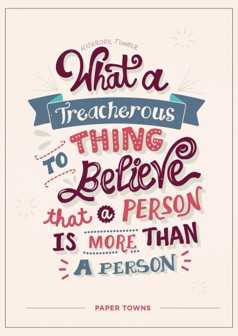 What a
Treacherous
THING
TO
Believe
that a PERSON
IS MORE THAN
A PERSON
PAPER TOWNS